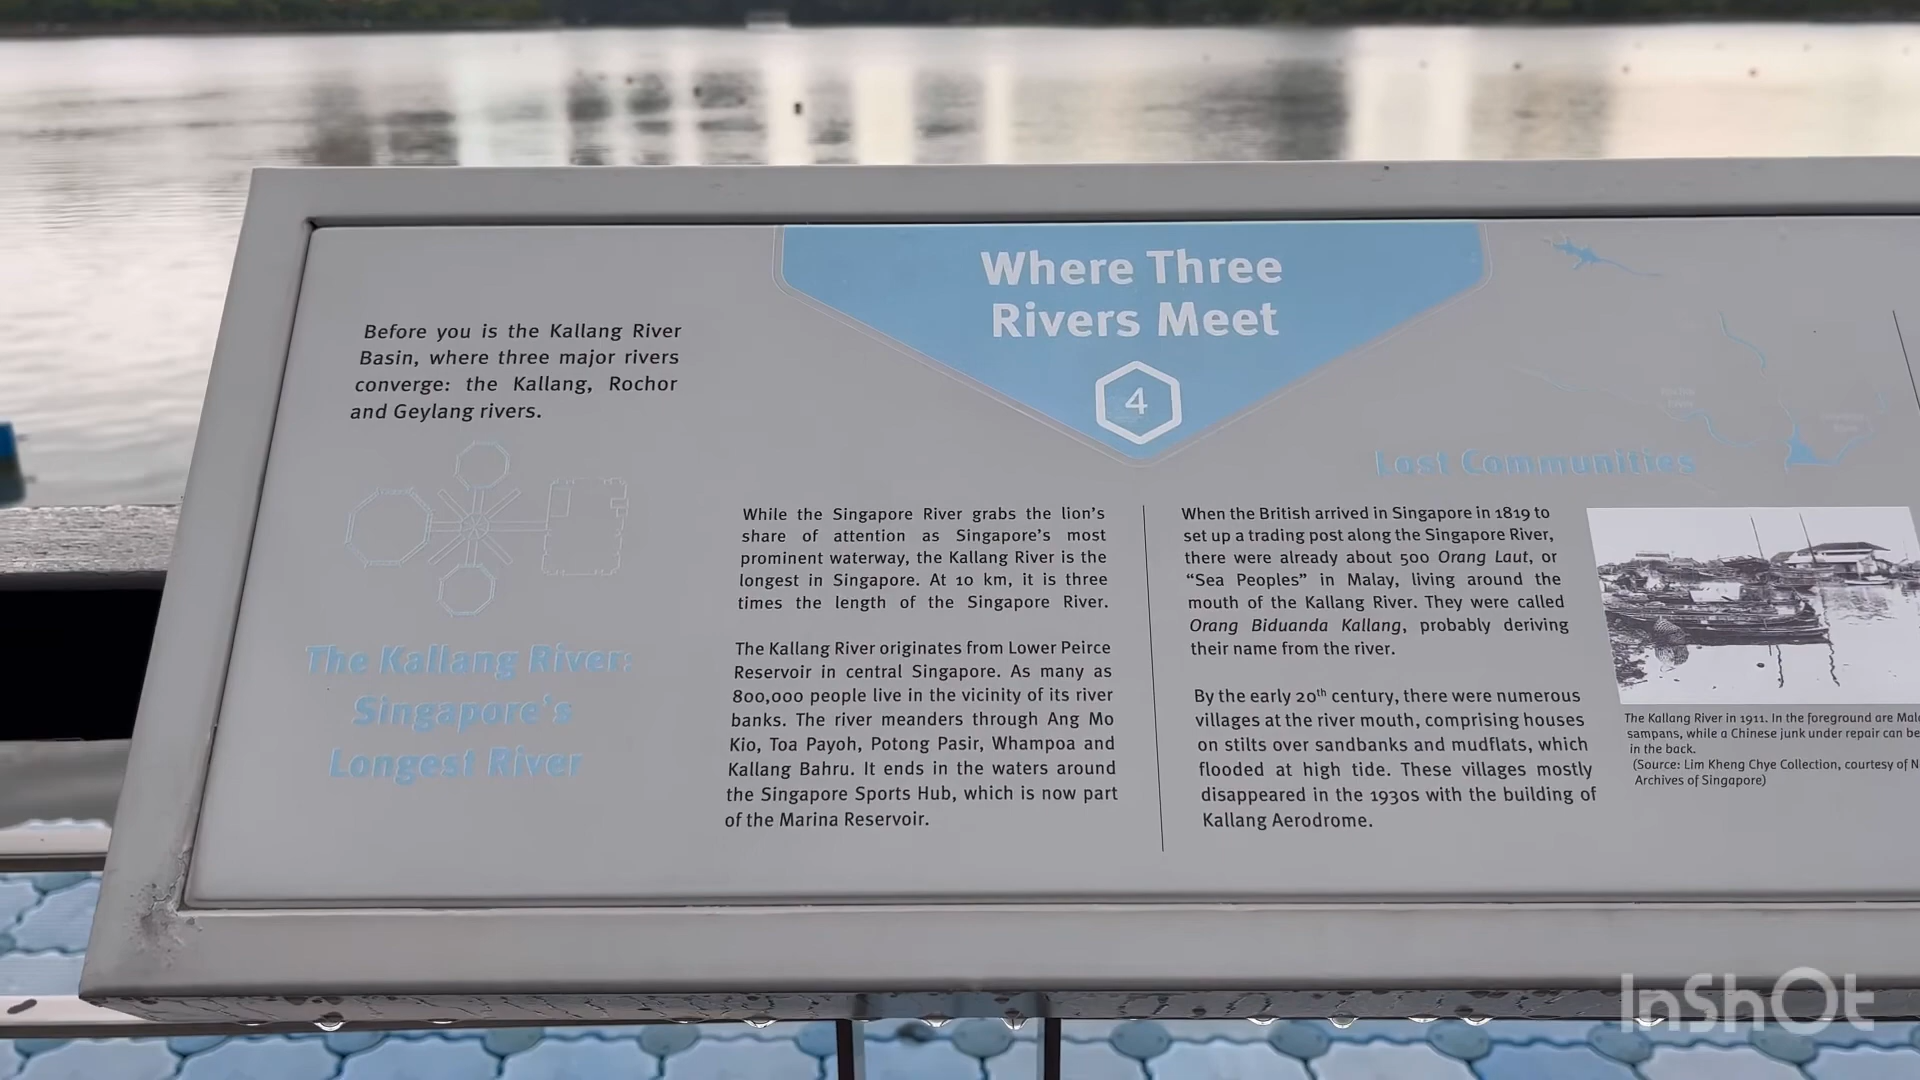 Where Three
Rivers Meet
4
Before you is the Kallang River
Basin, where three major rivers
converge: the Kallang, Rochor
and Geylang rivers.
The Kallang River:
Singapore's
Longest River
While the Singapore River grabs the lion's
share of attention as Singapore's most
prominent waterway, the Kallang River is the
longest in Singapore. At 10 km, it is three
times the length of the Singapore River.
The Kallang River originates from Lower Peirce
Reservoir in central Singapore. As many as
800,000 people live in the vicinity of its river
banks. The river meanders through Ang Mo
Kio, Toa Payoh, Potong Pasir, Whampoa and
Kallang Bahru. It ends in the waters around
the Singapore Sports Hub, which is now part
of the Marina Reservoir.
Lost Communities
When the British arrived in Singapore in 1819 to
set up a trading post along the Singapore River,
there were already about 500 Orang Laut, or
“Sea Peoples” in Malay, living around the
mouth of the Kallang River. They were called
Orang Biduanda Kallang, probably deriving
their name from the river.
By the early 20th century, there were numerous
villages at the river mouth, comprising houses
on stilts over sandbanks and mudflats, which
flooded at high tide. These villages mostly
disappeared in the 1930s with the building of
Kallang Aerodrome.
The Kallang River in 1911. In the foreground are
sampans, while a Chinese junk under repair can be
in the back.
(Source: Lim Kheng Chye Collection, courtesy of
Archives of Singapore)
InShOt